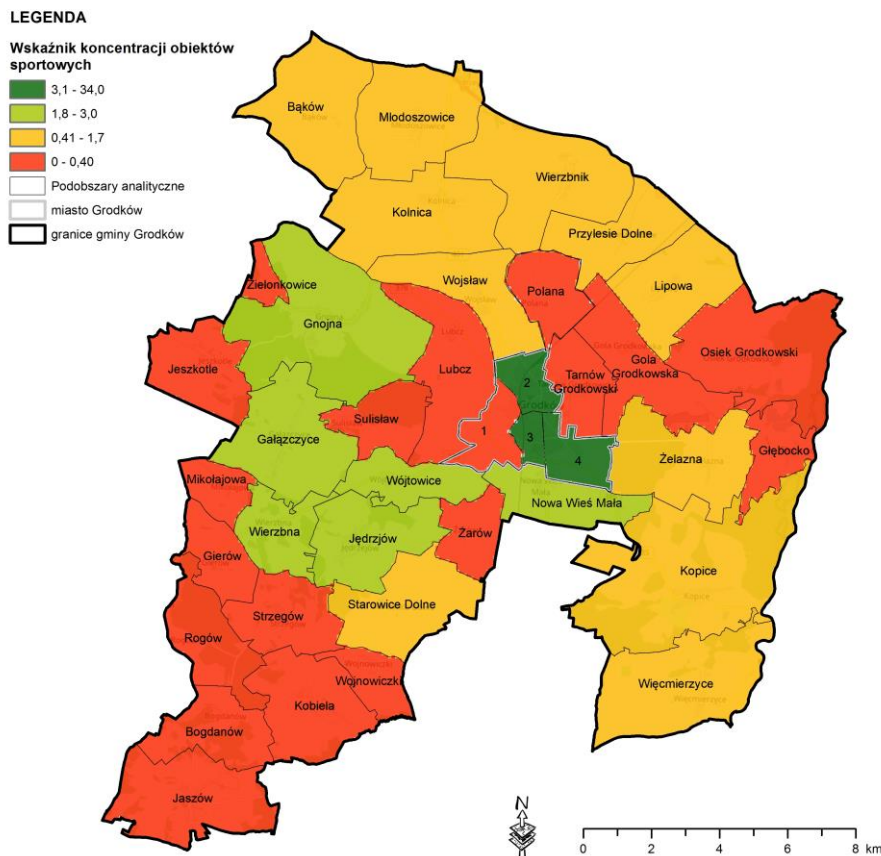 LEGENDA
Wskaźnik koncentracji obiektów
sportowych
3,1 - 34,0
1,8 - 3,0
0,41 - 1,7
0 - 0,40
Podobszary analityczne
miasto Grodków
granice gminy Grodków
Bąków
Młodoszowice
Wierzbnik
Kolnica
Przylesie Dolne
Wojsław
Lipowa
Zielonkowice
Polana
Gnojna
Osiek Grodkowski
Jeszkotle
Lubcz
Tarnów
Grodkowski
Gola
Grodkowska
2
Sulisław
1
3
Gałązczyce
4
Żelazna
Głębocko
Mikołajowa
Wójtowice
Nowa Wieś Mała
Wierzbna
Jędrzjów
Żarów
Gierów
Kopice
Starowice Dolne
Strzegów
Rogów
Wojnowiczki
Więcmierzyce
Kobiela
Bogdanów
Jaszów
N
0 2 4 6 8 km